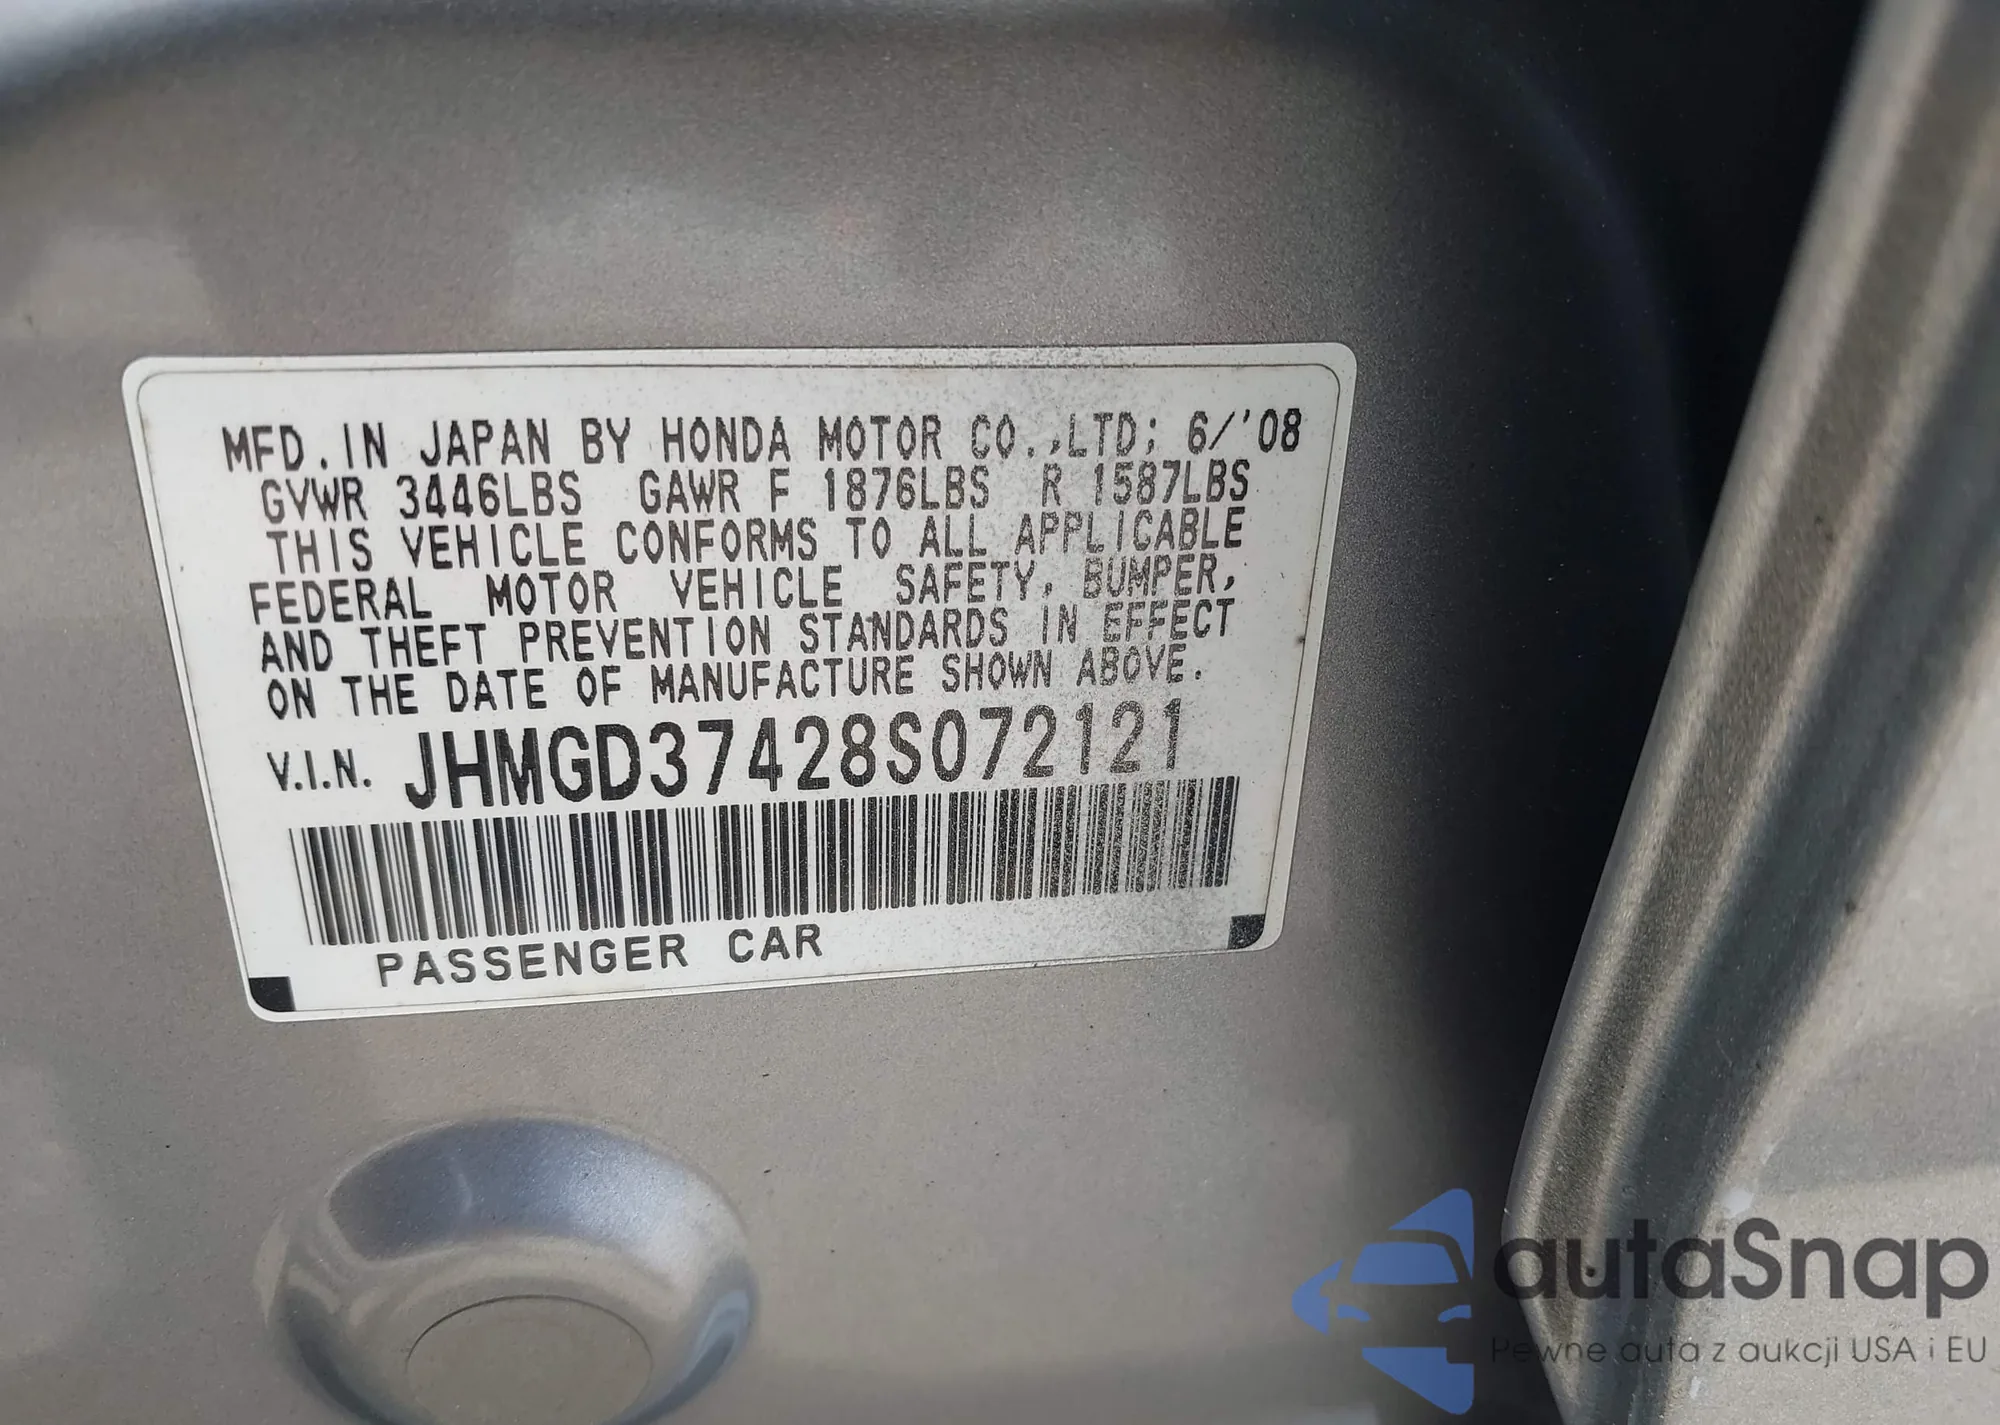 MFD. IN JAPAN BY HONDA MOTOR CO.,LTD; 6/'08
GVWR 3446LBS GAWR F 1876LBS R 1587LBS
THIS VEHICLE CONFORMS TO ALL APPLICABLE
FEDERAL MOTOR VEHICLE SAFETY, BUMPER,
AND THEFT PREVENTION STANDARDS IN EFFECT
ON THE DATE OF MANUFACTURE SHOWN ABOVE.
V.I.N. JHMGD37428S072121
PASSENGER CAR
autaSnap
Pewne auta z aukcji USA i EU